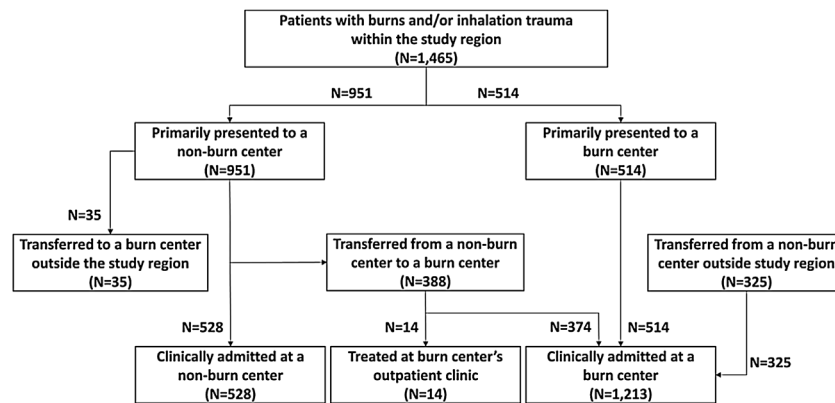 Patients with burns and/or inhalation trauma
within the study region
(N=1,465)
N=951
N=514
Primarily presented to a
non-burn center
(N=951)
Primarily presented to a
burn center
(N=514)
N=35
Transferred to a burn center
outside the study region
(N=35)
Transferred from a non-burn
center to a burn center
(N=388)
Transferred from a non-burn
center outside study region
(N=325)
N=528
N=14
N=374
N=514
N=325
Clinically admitted at a
non-burn center
(N=528)
Treated at burn center's
outpatient clinic
(N=14)
Clinically admitted at a
burn center
(N=1,213)